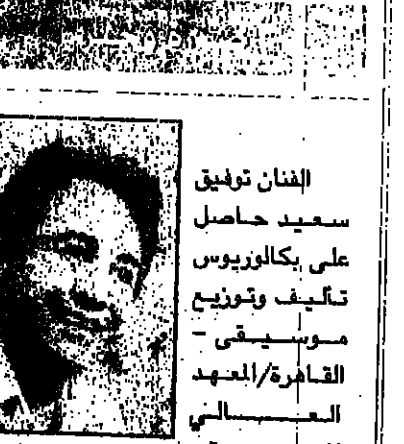 الفنان توفيق
سعيد حاصل
على بكالوريوس
تأليف وتوزيع
موسيقى -
القاهرة/المعهد
العالي